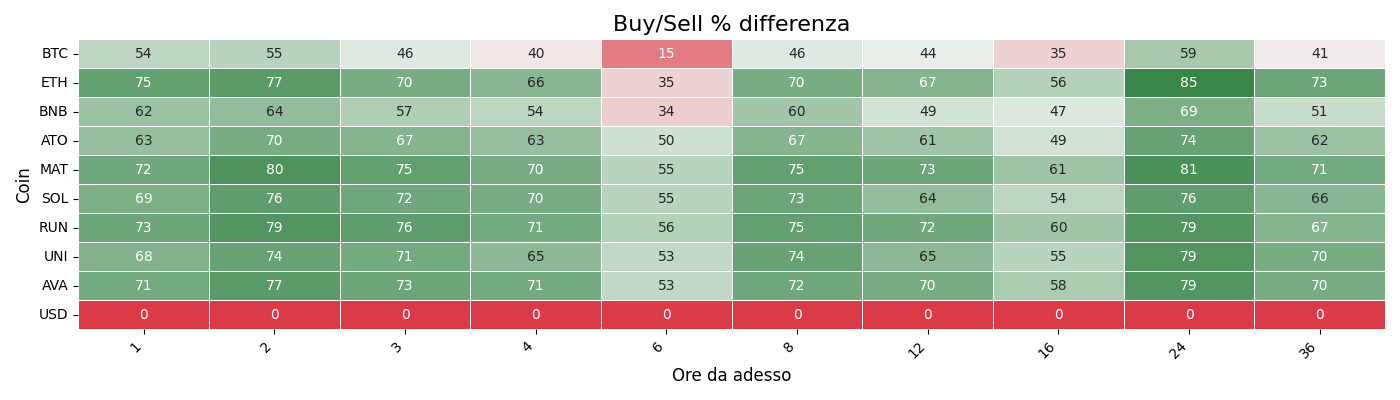 Buy/Sell % differenza
Coin
BTC 54 55 46 40 15 46 44 35 59 41
ETH 75 77 70 66 35 70 67 56 85 73
BNB 62 64 57 54 34 60 49 47 69 51
ATO 63 70 67 63 50 67 61 49 74 62
MAT 72 80 75 70 55 75 73 61 81 71
SOL 69 76 72 70 55 73 64 54 76 66
RUN 73 79 76 71 56 75 72 60 79 67
UNI 68 74 71 65 53 74 65 55 79 70
AVA 71 77 73 71 53 72 70 58 79 70
USD 0 0 0 0 0 0 0 0 0 0
1 2 3 4 6 8 12 16 24 36
Ore da adesso